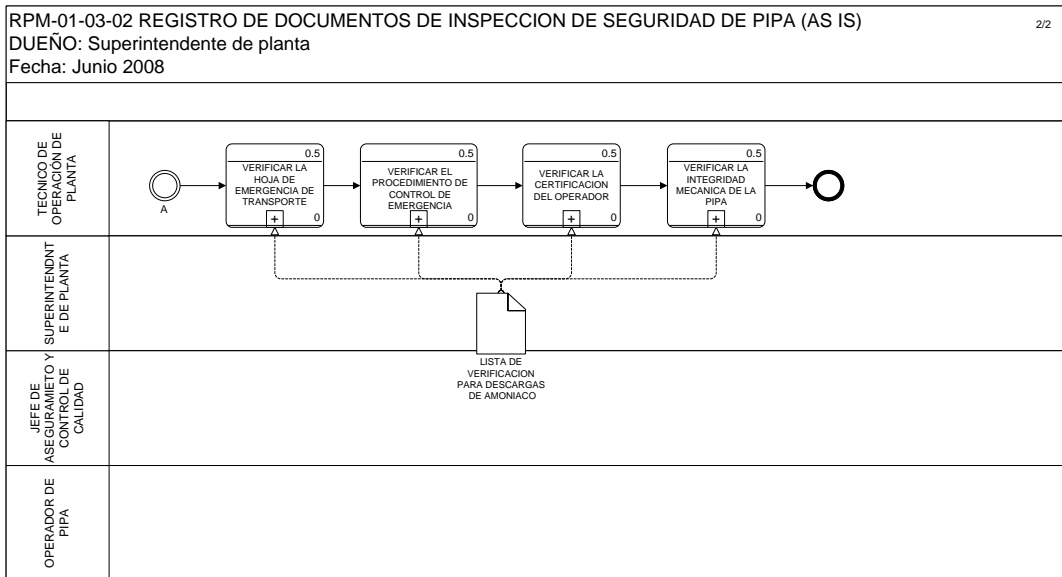 RPM-01-03-02 REGISTRO DE DOCUMENTOS DE INSPECCION DE SEGURIDAD DE PIPA (AS IS)
2/2
DUEÑO: Superintendente de planta
Fecha: Junio 2008
TECNICO DE
OPERACIÓN DE
PLANTA
A
0.5
VERIFICAR LA
HOJA DE
EMERGENCIA DE
TRANSPORTE
+
0
0.5
VERIFICAR EL
PROCEDIMIENTO DE
CONTROL DE
EMERGENCIA
+
0
0.5
VERIFICAR LA
CERTIFICACION
DEL OPERADOR
+
0
0.5
VERIFICAR LA
INTEGRIDAD
MECANICA DE LA
PIPA
+
0
SUPERINTENDNT
E DE PLANTA
LISTA DE
VERIFICACION
PARA DESCARGAS
DE AMONIACO
JEFE DE
ASEGURAMIETO Y
CONTROL DE
CALIDAD
OPERADOR DE
PIPA